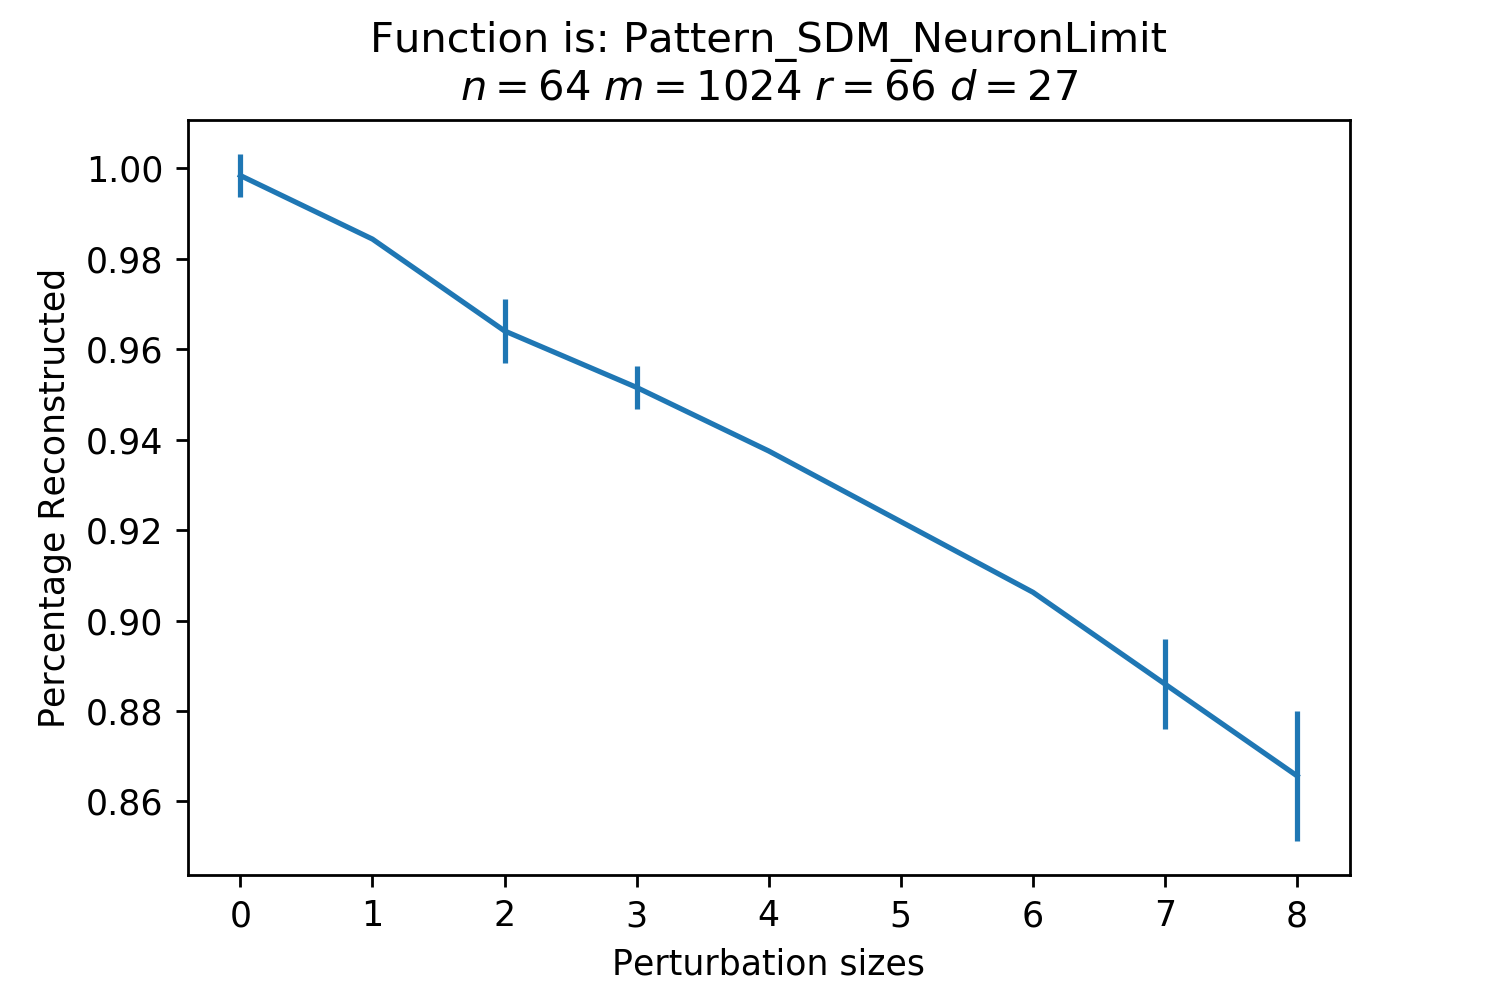 Function is: Pattern_SDM_NeuronLimit
n = 64 m = 1024 r = 66 d = 27
Percentage Reconstructed
1.00
0.98
0.96
0.94
0.92
0.90
0.88
0.86
0 1 2 3 4 5 6 7 8
Perturbation sizes